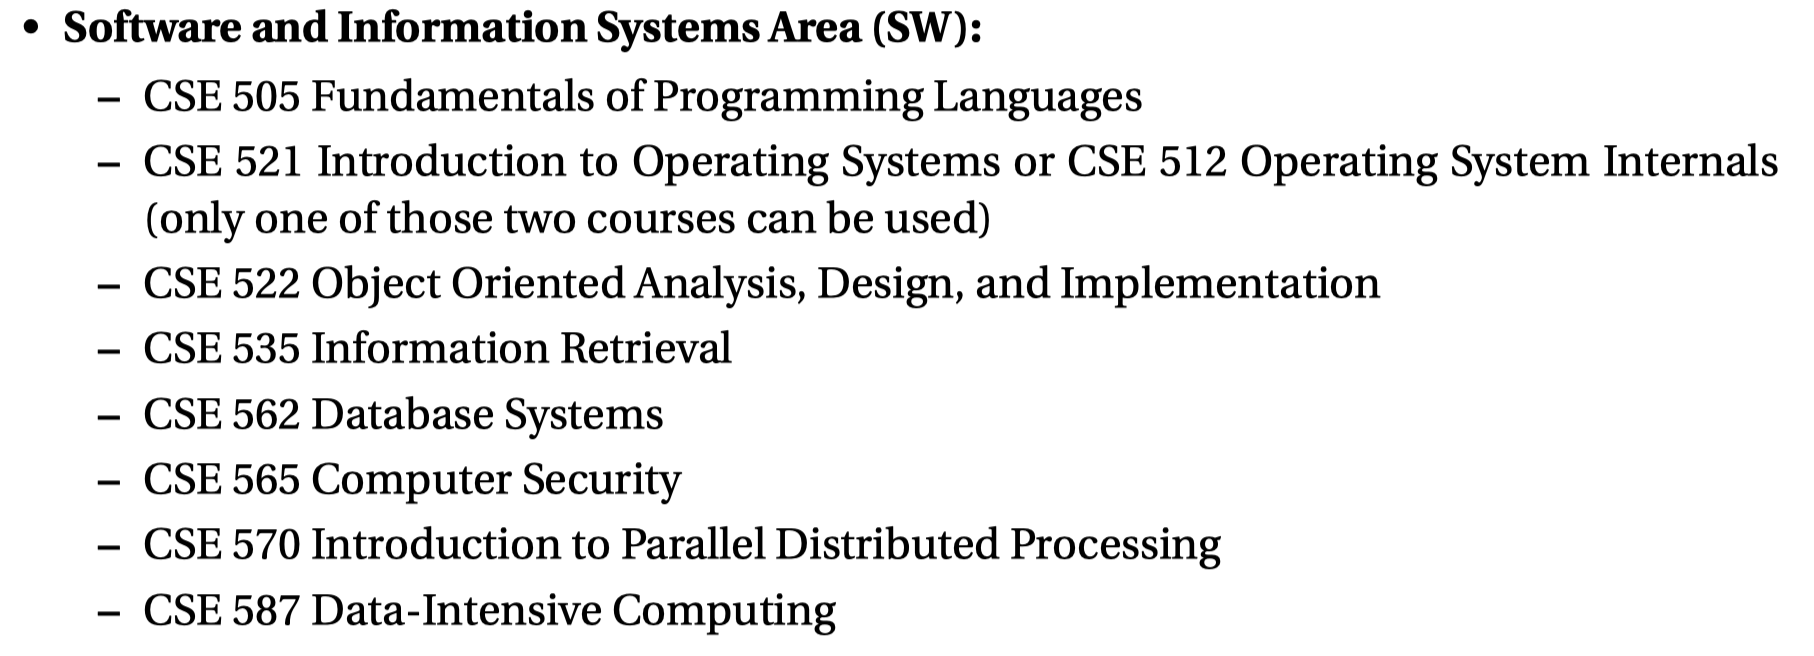 • Software and Information Systems Area (SW):
– CSE 505 Fundamentals of Programming Languages
– CSE 521 Introduction to Operating Systems or CSE 512 Operating System Internals
(only one of those two courses can be used)
– CSE 522 Object Oriented Analysis, Design, and Implementation
– CSE 535 Information Retrieval
– CSE 562 Database Systems
– CSE 565 Computer Security
– CSE 570 Introduction to Parallel Distributed Processing
– CSE 587 Data-Intensive Computing